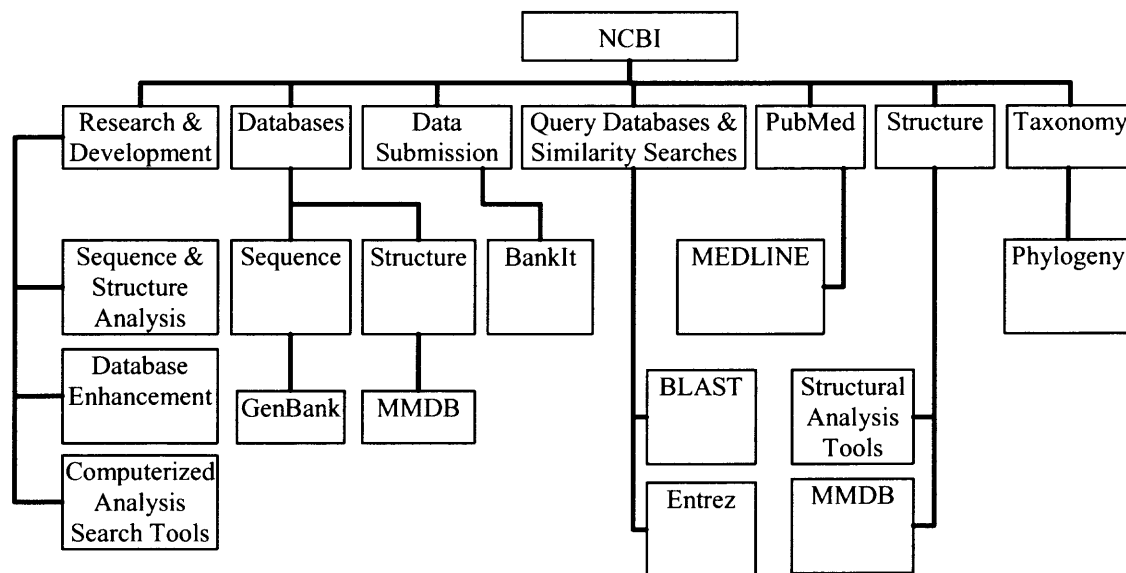 NCBI
Research &
Development
Databases
Data
Submission
Query Databases &
Similarity Searches
PubMed
Structure
Taxonomy
Sequence &
Structure
Analysis
Sequence
Structure
BankIt
MEDLINE
Phylogeny
Database
Enhancement
GenBank
MMDB
BLAST
Structural
Analysis
Tools
Computerized
Analysis
Search Tools
Entrez
MMDB